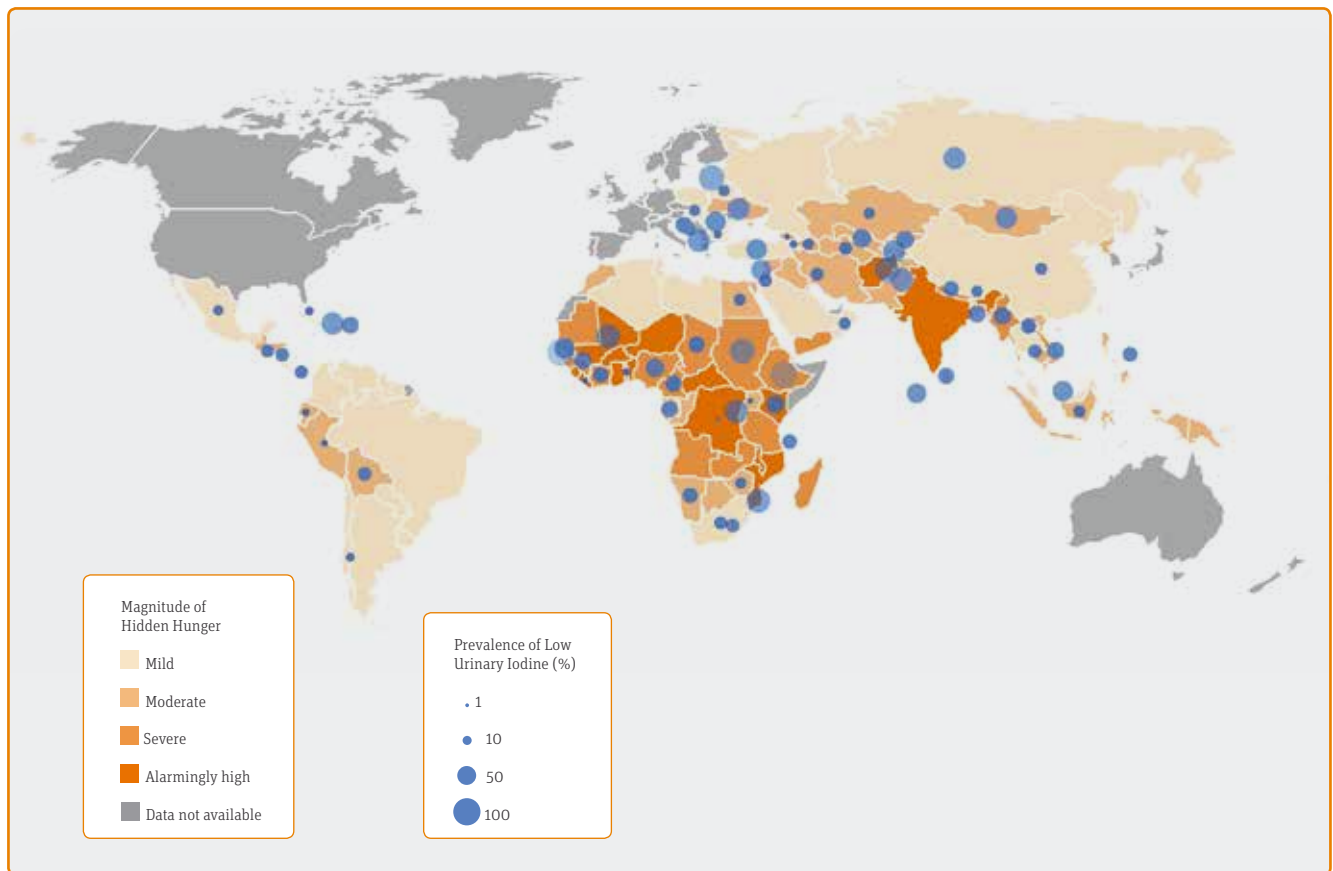 Magnitude of
Hidden Hunger
Mild
Moderate
Severe
Alarmingly high
Data not available
Prevalence of Low
Urinary Iodine (%)
1
10
50
100